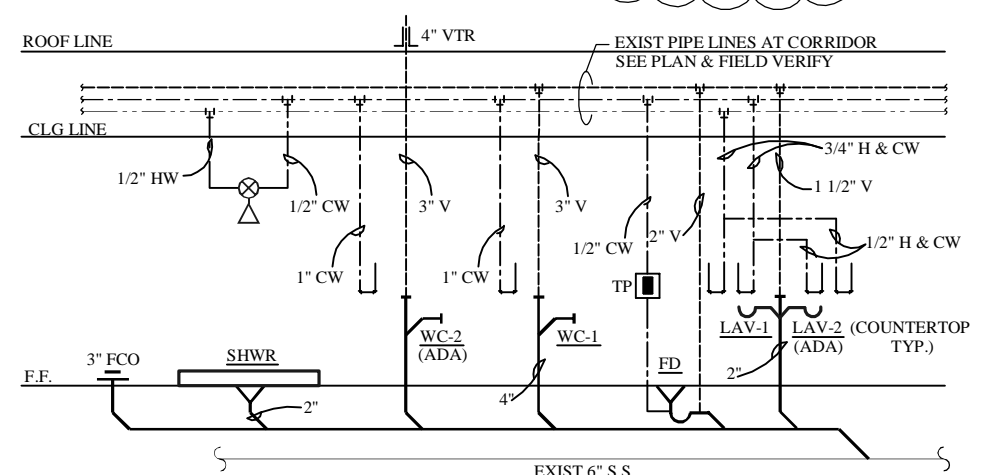 ROOF LINE
4" VTR
EXIST PIPE LINES AT CORRIDOR
SEE PLAN & FIELD VERIFY
CLG LINE
1/2" HW
1/2" CW
3" V
3" V
3/4" H & CW
1 1/2" V
1" CW
1" CW
1/2" CW
2" V
1/2" H & CW
TP
WC-2
(ADA)
WC-1
LAV-1
LAV-2
(ADA)
(COUNTERTOP
TYP.)
3" FCO
SHWR
FD
2"
F.F.
2"
4"
EXIST 6" S.S.